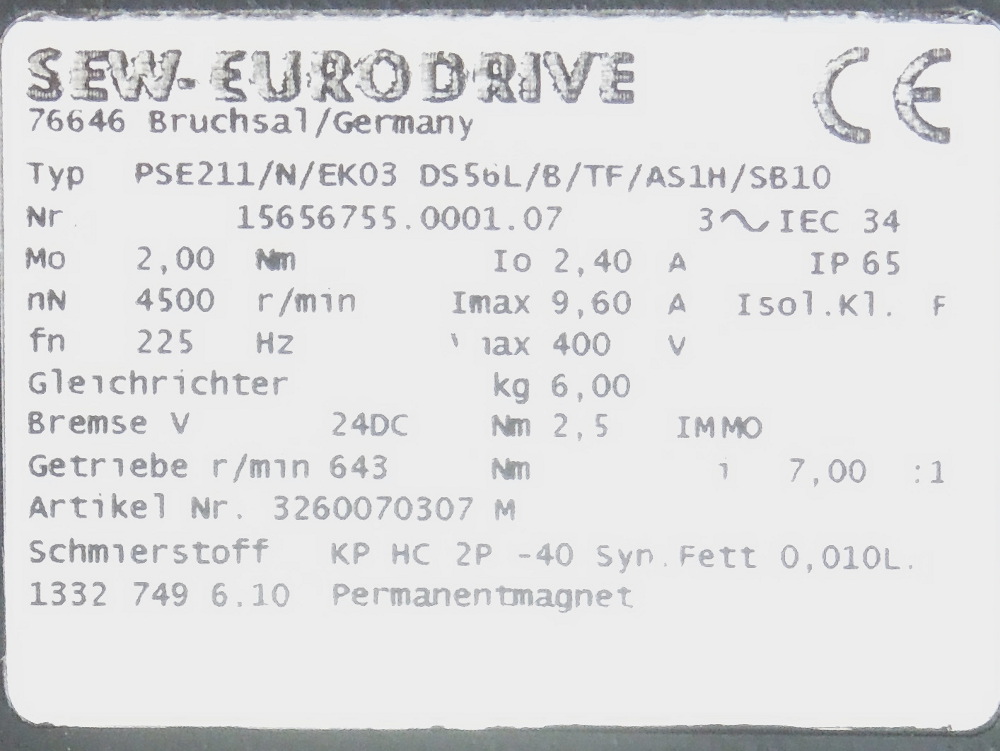 SEW-EURODRIVE CE
76646 Bruchsal/Germany
Typ PSE211/N/EK03 DS56L/B/TF/AS1H/SB10
Nr 15656755.0001.07 3~ IEC 34
Mo 2,00 Nm Io 2,40 A IP 65
nN 4500 r/min Imax 9,60 A Isol.Kl. F
fn 225 Hz 400 V
Gleichrichter kg 6,00
Bremse V 24DC Nm 2,5 IMMO
Getriebe r/min 643 Nm i 7,00 :1
Artikel Nr. 3260070307 M
Schmierstoff KP HC 2P -40 Syn.Fett 0,010L.
1332 749 6.10 Permanentmagnet